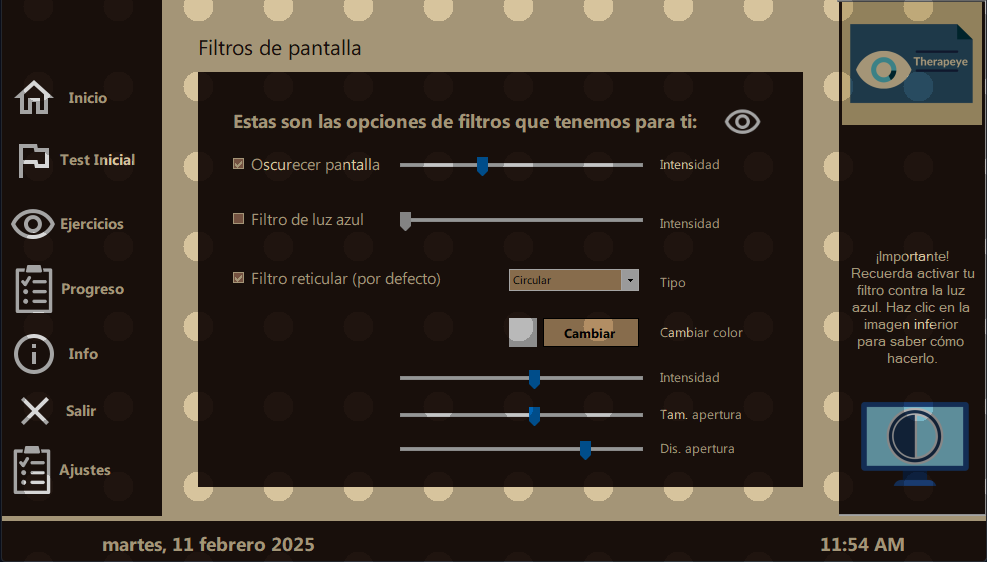 Filtros de pantalla
Inicio
Test Inicial
Ejercicios
Progreso
Info
Salir
Ajustes
Estas son las opciones de filtros que tenemos para ti:
Oscurecer pantalla
Intensidad
Filtro de luz azul
Intensidad
Filtro reticular (por defecto)
Circular
Tipo
Cambiar
Cambiar color
Intensidad
Tam. apertura
Dis. apertura
Therapeye
¡Importante!
Recuerda activar tu
filtro contra la luz
azul. Haz clic en la
imagen inferior
para saber cómo
hacerlo.
martes, 11 febrero 2025
11:54 AM